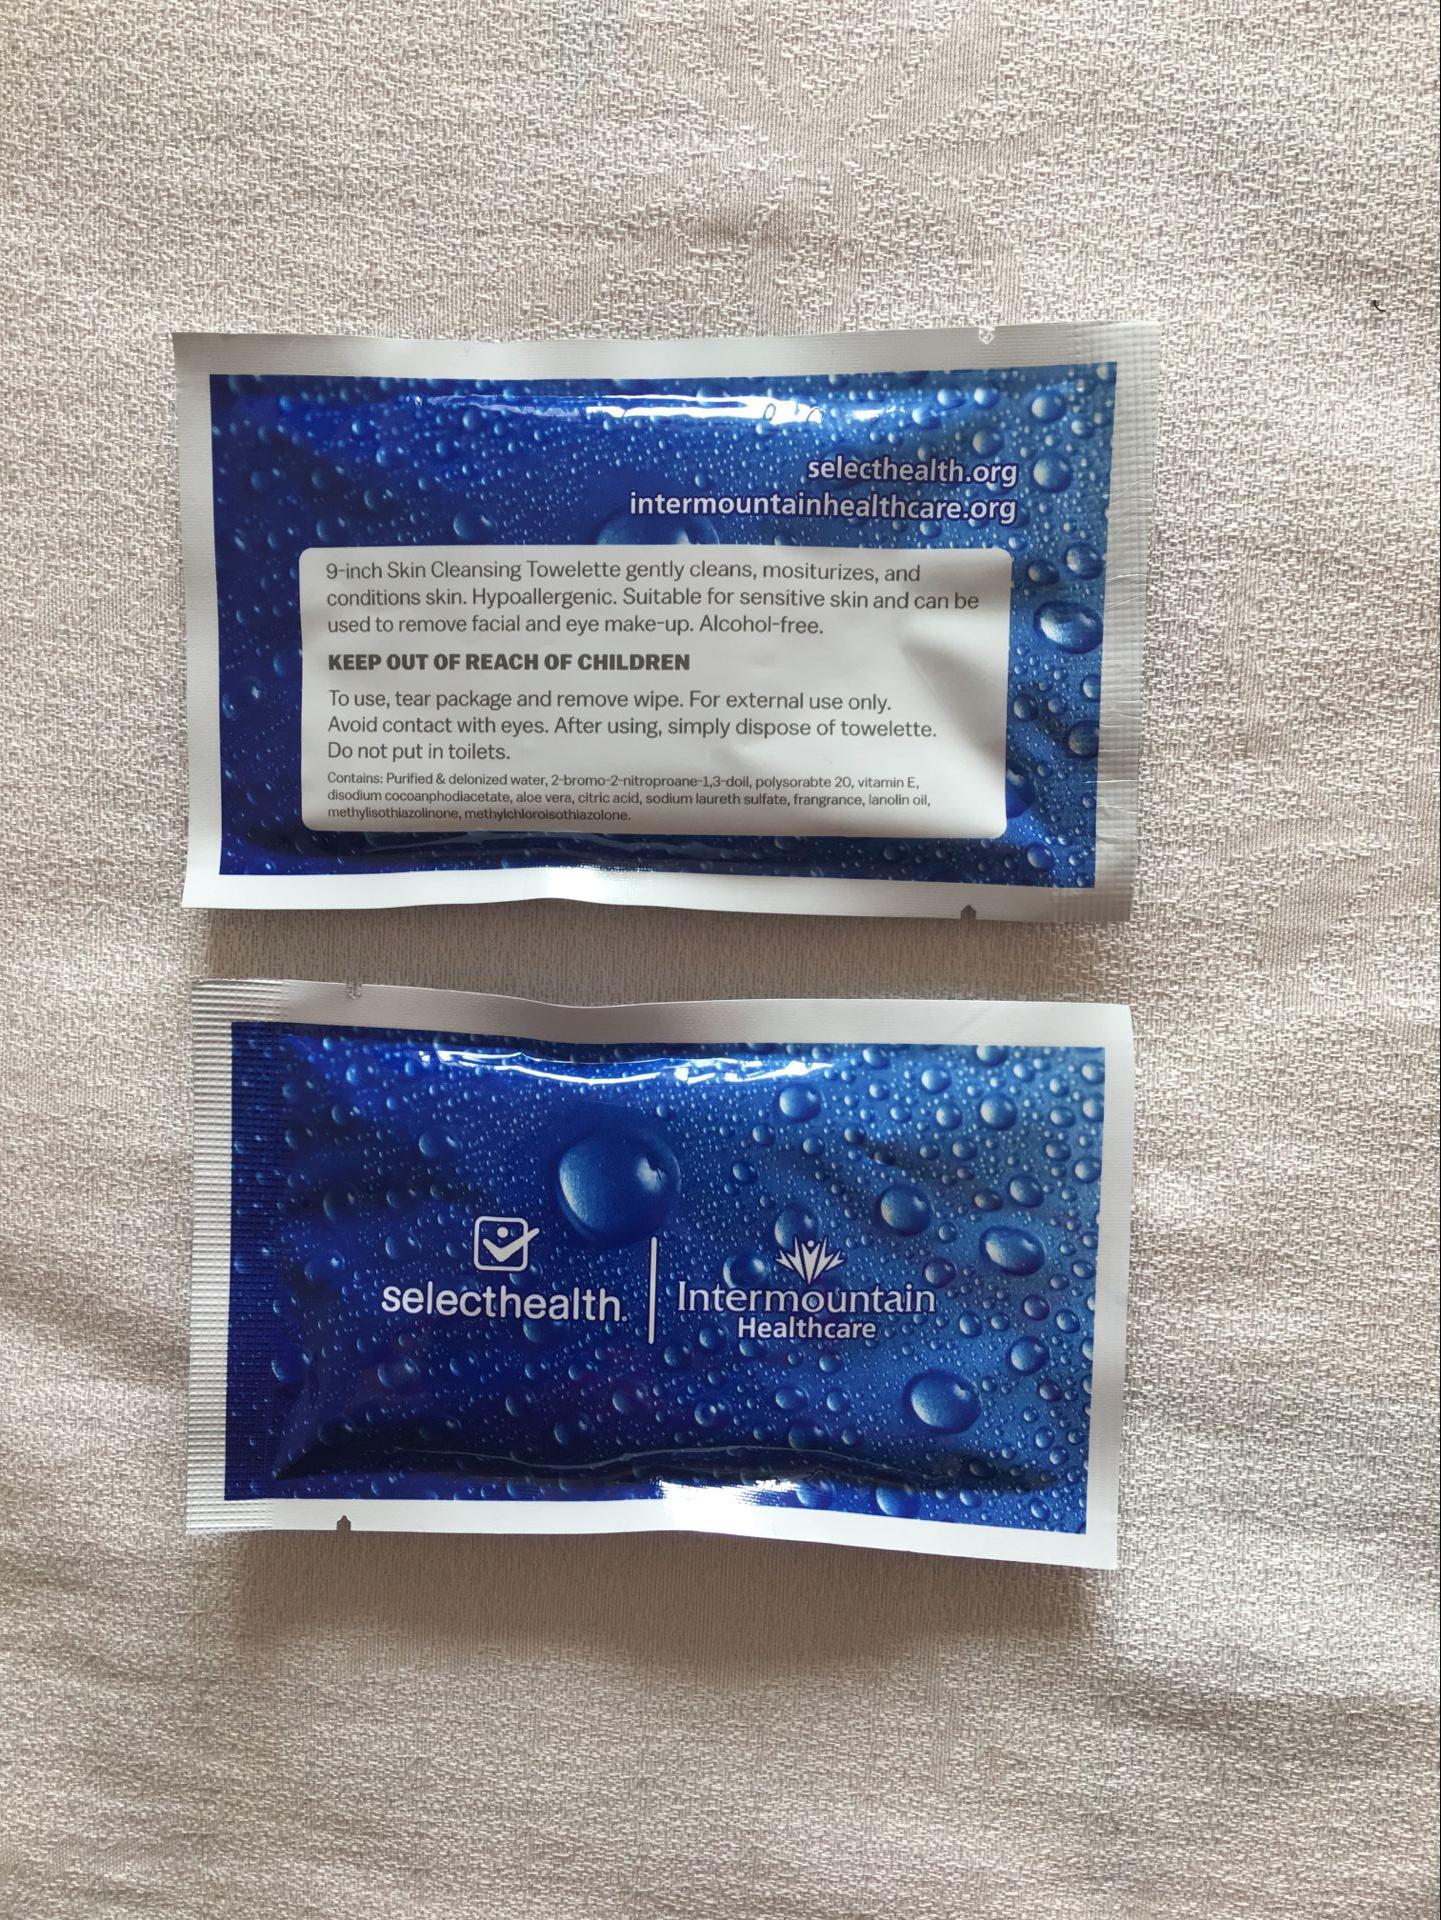 selecthealth.org
intermountainhealthcare.org
9-inch Skin Cleansing Towelette gently cleans, mositurizes, and
conditions skin. Hypoallergenic. Suitable for sensitive skin and can be
used to remove facial and eye make-up. Alcohol-free.
KEEP OUT OF REACH OF CHILDREN
To use, tear package and remove wipe. For external use only.
Avoid contact with eyes. After using, simply dispose of towelette.
Do not put in toilets.
Contains: Purified & delonized water, 2-bromo-2-nitroproane-1,3-doil, polysorabte 20, vitamin E,
disodium cocoanphodiacetate, aloe vera, citric acid, sodium laureth sulfate, frangrance, lanolin oil,
methylisothiazolinone, methylchloroisothiazolone.
selecthealth.
Intermountain
Healthcare